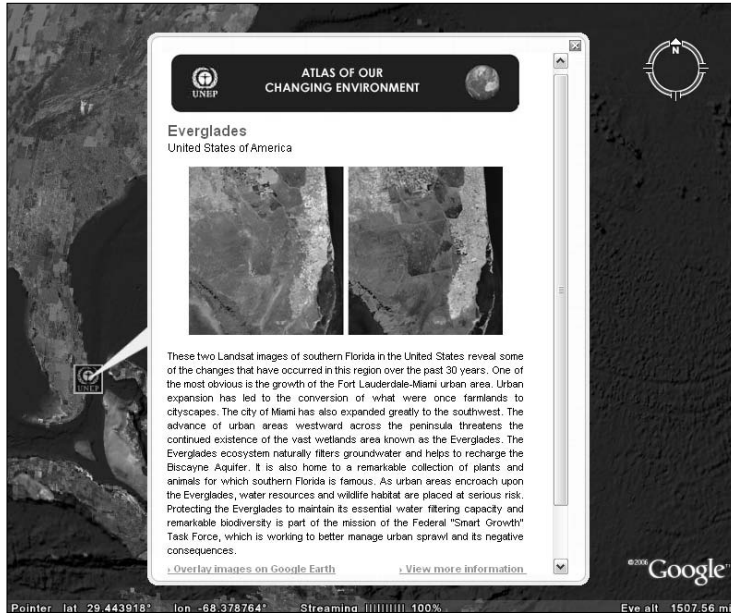 UNEP
ATLAS OF OUR
CHANGING ENVIRONMENT
N
Everglades
United States of America
These two Landsat images of southern Florida in the United States reveal some
of the changes that have occurred in this region over the past 30 years. One of
the most obvious is the growth of the Fort Lauderdale-Miami urban area. Urban
expansion has led to the conversion of what were once farmlands to
cityscapes. The city of Miami has also expanded greatly to the southwest. The
advance of urban areas westward across the peninsula threatens the
continued existence of the vast wetlands area known as the Everglades. The
Everglades ecosystem naturally filters groundwater and helps to recharge the
Biscayne Aquifer. It is also home to a remarkable collection of plants and
animals for which southern Florida is famous. As urban areas encroach upon
the Everglades, water resources and wildlife habitat are placed at serious risk.
Protecting the Everglades to maintain its essential water filtering capacity and
remarkable biodiversity is part of the mission of the Federal "Smart Growth"
Task Force, which is working to better manage urban sprawl and its negative
consequences.
› Overlay images on Google Earth › View more information
UNEP
©2006 Google™
Pointer lat 29.443918° lon -68.378764° Streaming ||||||||| 100% Eye alt 1507.56 mi